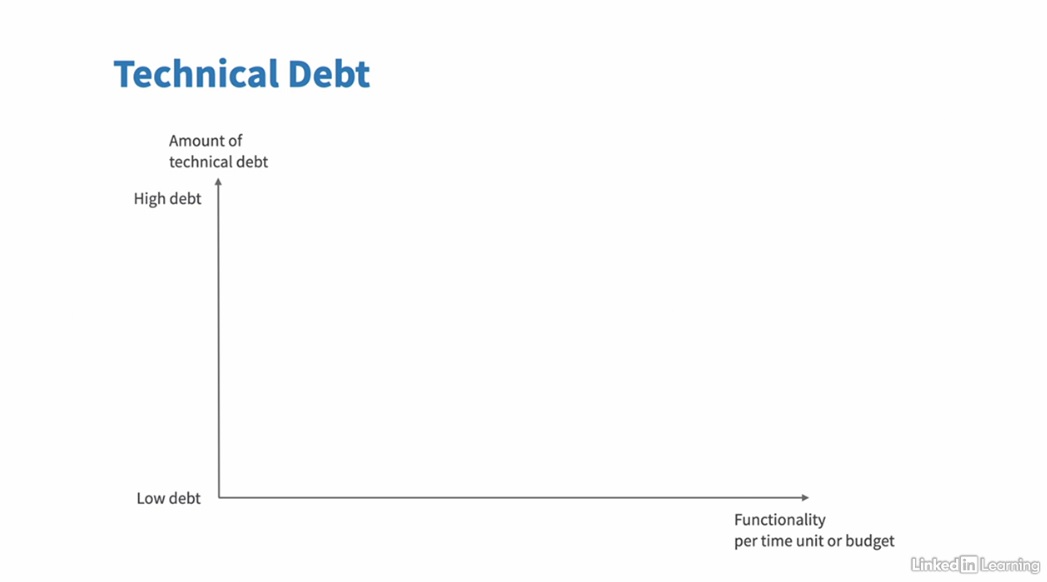 Technical Debt
Amount of
technical debt
High debt
Low debt
Functionality
per time unit or budget
Linked in Learning